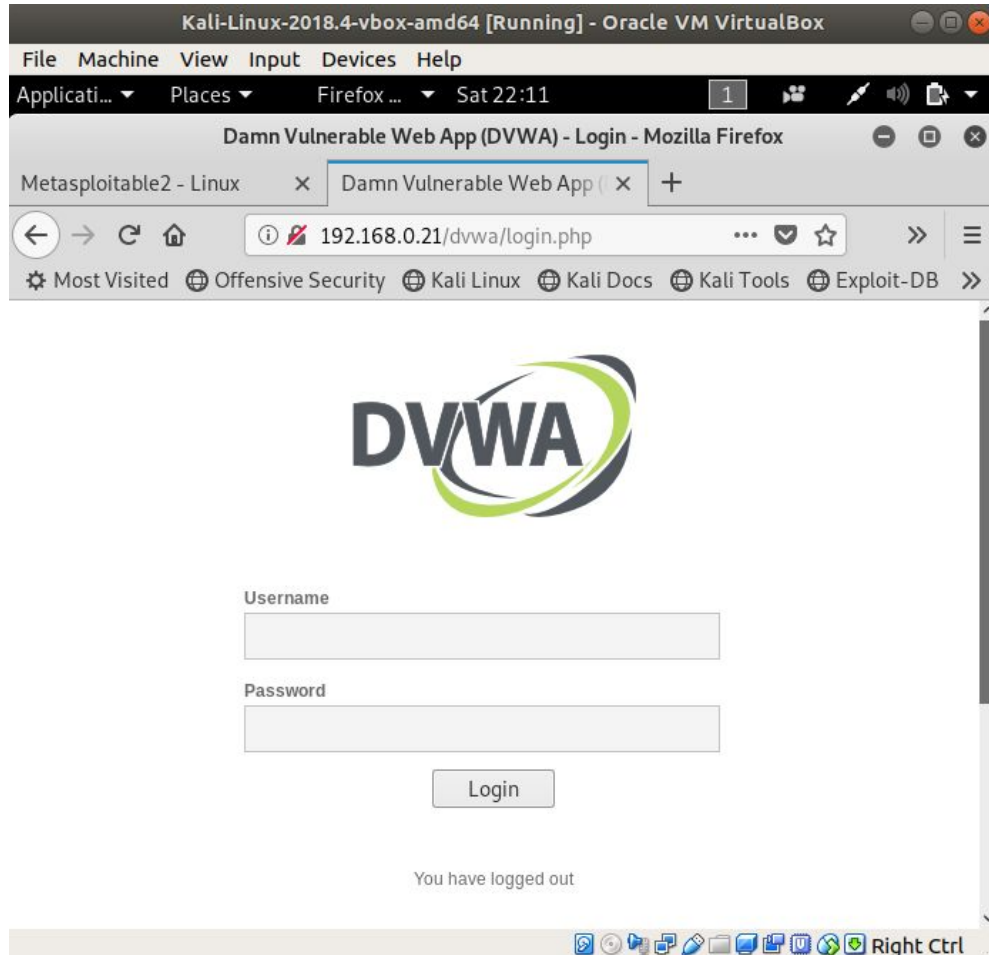 Kali-Linux-2018.4-vbox-amd64 [Running] - Oracle VM VirtualBox
File Machine View Input Devices Help
Applicati... Places Firefox ... Sat 22:11 1
Damn Vulnerable Web App (DVWA) - Login - Mozilla Firefox
Metasploitable2 - Linux Damn Vulnerable Web App (
192.168.0.21/dvwa/login.php
Most Visited Offensive Security Kali Linux Kali Docs Kali Tools Exploit-DB
DVWA
Username
Password
Login
You have logged out
Right Ctrl